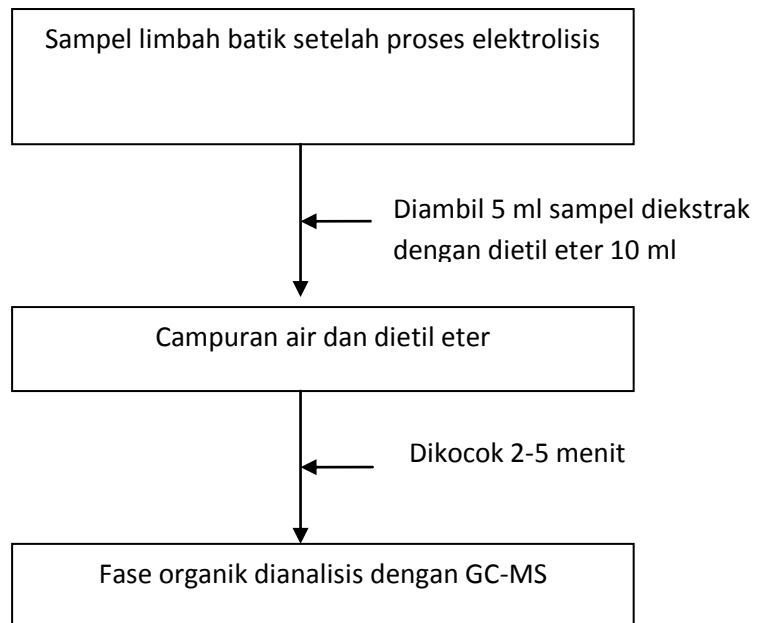 Sampel limbah batik setelah proses elektrolisis
Diambil 5 ml sampel diekstrak
dengan dietil eter 10 ml
Campuran air dan dietil eter
Dikocok 2-5 menit
Fase organik dianalisis dengan GC-MS